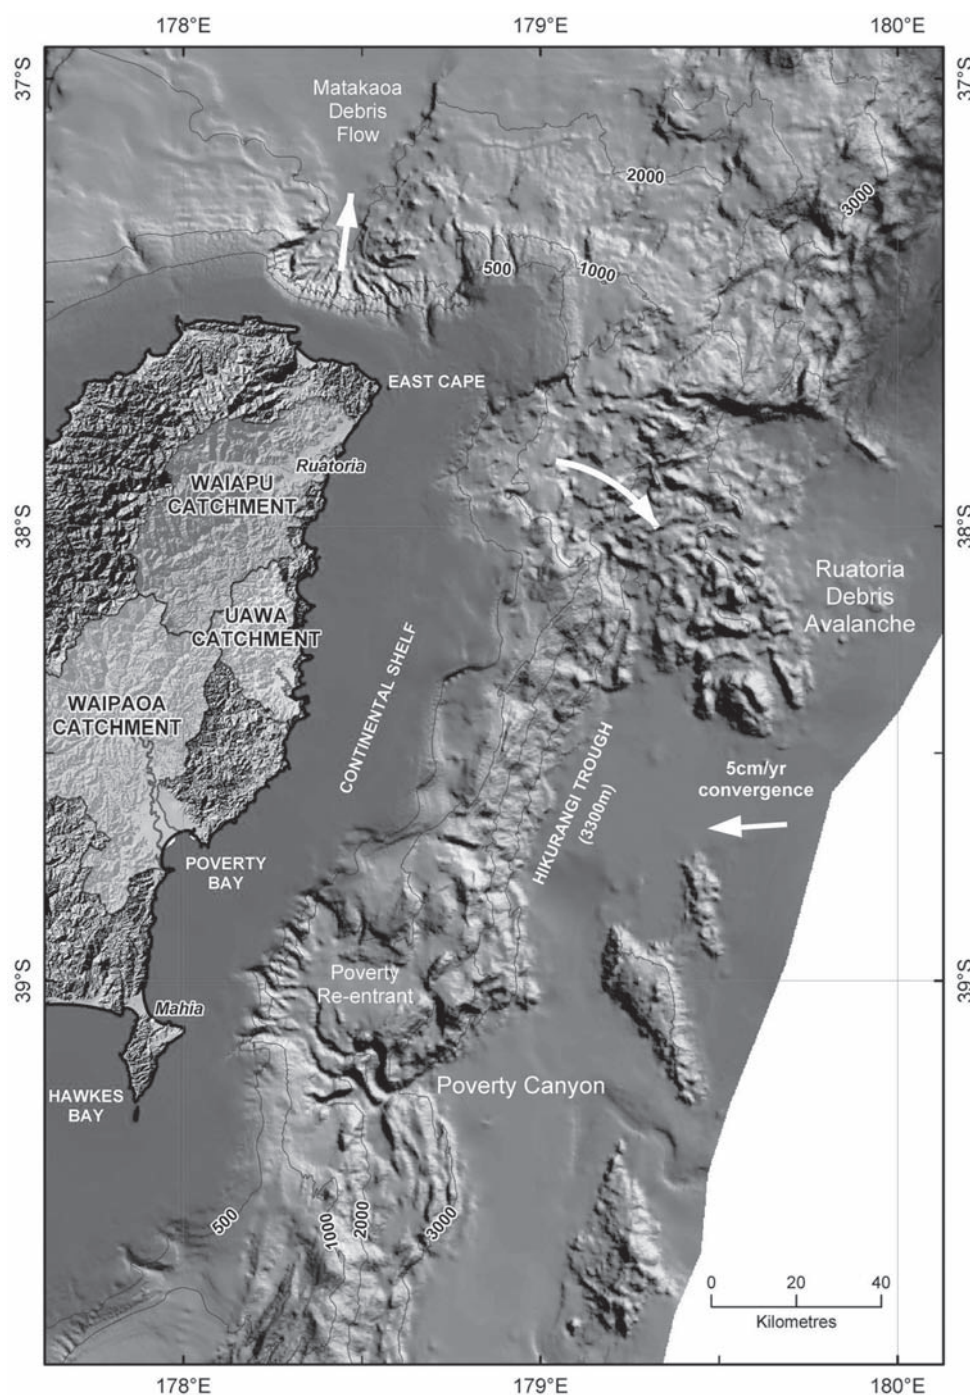 178°E
179°E
180°E
37°S
37°S
Matakaoa
Debris
Flow
2000
3000
500
1000
EAST CAPE
Ruatoria
WAIAPU
CATCHMENT
38°S
38°S
Ruatoria
Debris
Avalanche
UAWA
CATCHMENT
CONTINENTAL SHELF
WAIPAOA
CATCHMENT
HIKURANGI TROUGH
(3300m)
5cm/yr
convergence
POVERTY
BAY
39°S
39°S
Poverty
Re-entrant
Mahia
Poverty Canyon
HAWKES
BAY
500
1000
2000
3000
0 20 40
Kilometres
178°E
179°E
180°E